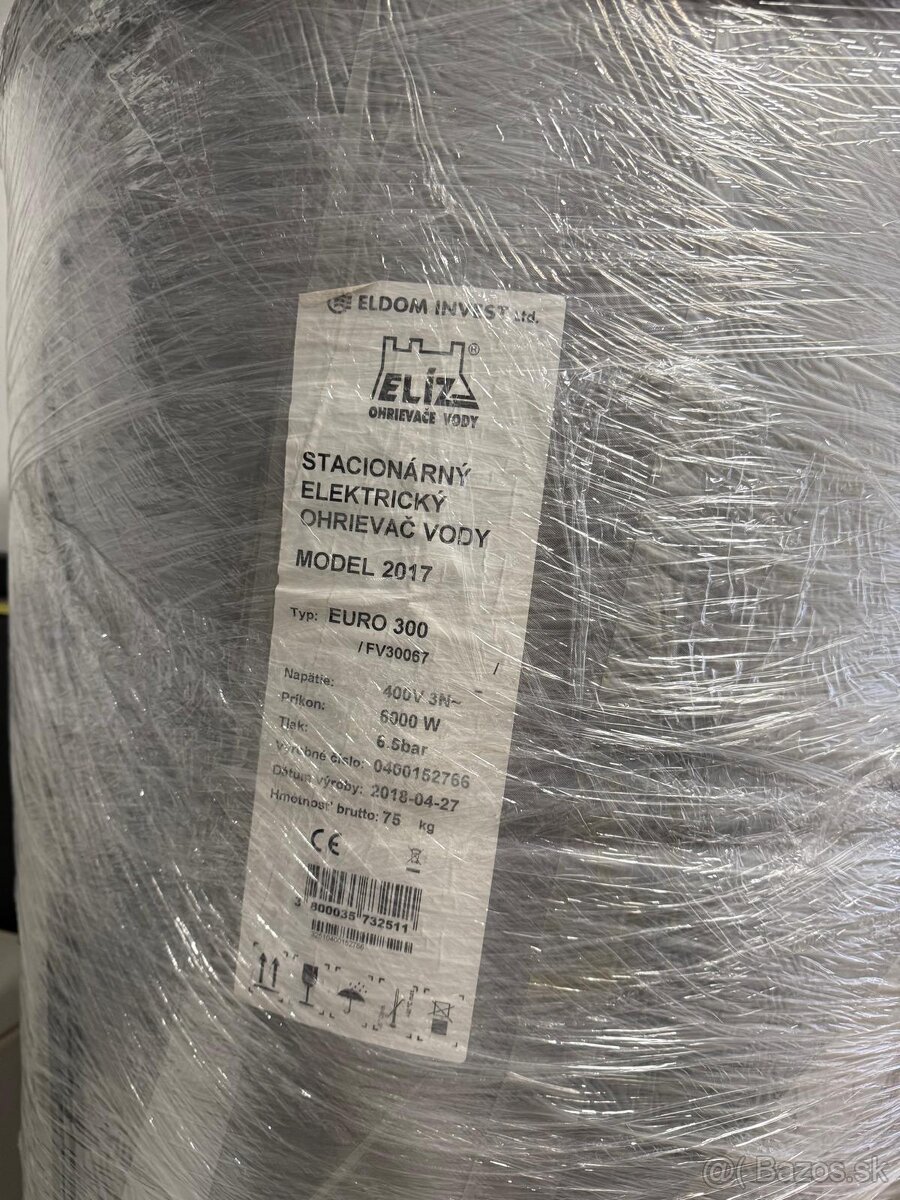 ELDOM INVEST Ltd.
ELÍZ ®
OHRIEVAČE VODY
STACIONÁRNÝ
ELEKTRICKÝ
OHRIEVAČ VODY
MODEL 2017
Typ: EURO 300
/FV30067 /
Napätie: 400V 3N~
Príkon: 6000 W
Tlak: 6.5bar
Výrobné číslo: 0400152766
Dátum výroby: 2018-04-27
Hmotnosť brutto: 75 kg
CE
3 800035 732511
@( Bazos.sk